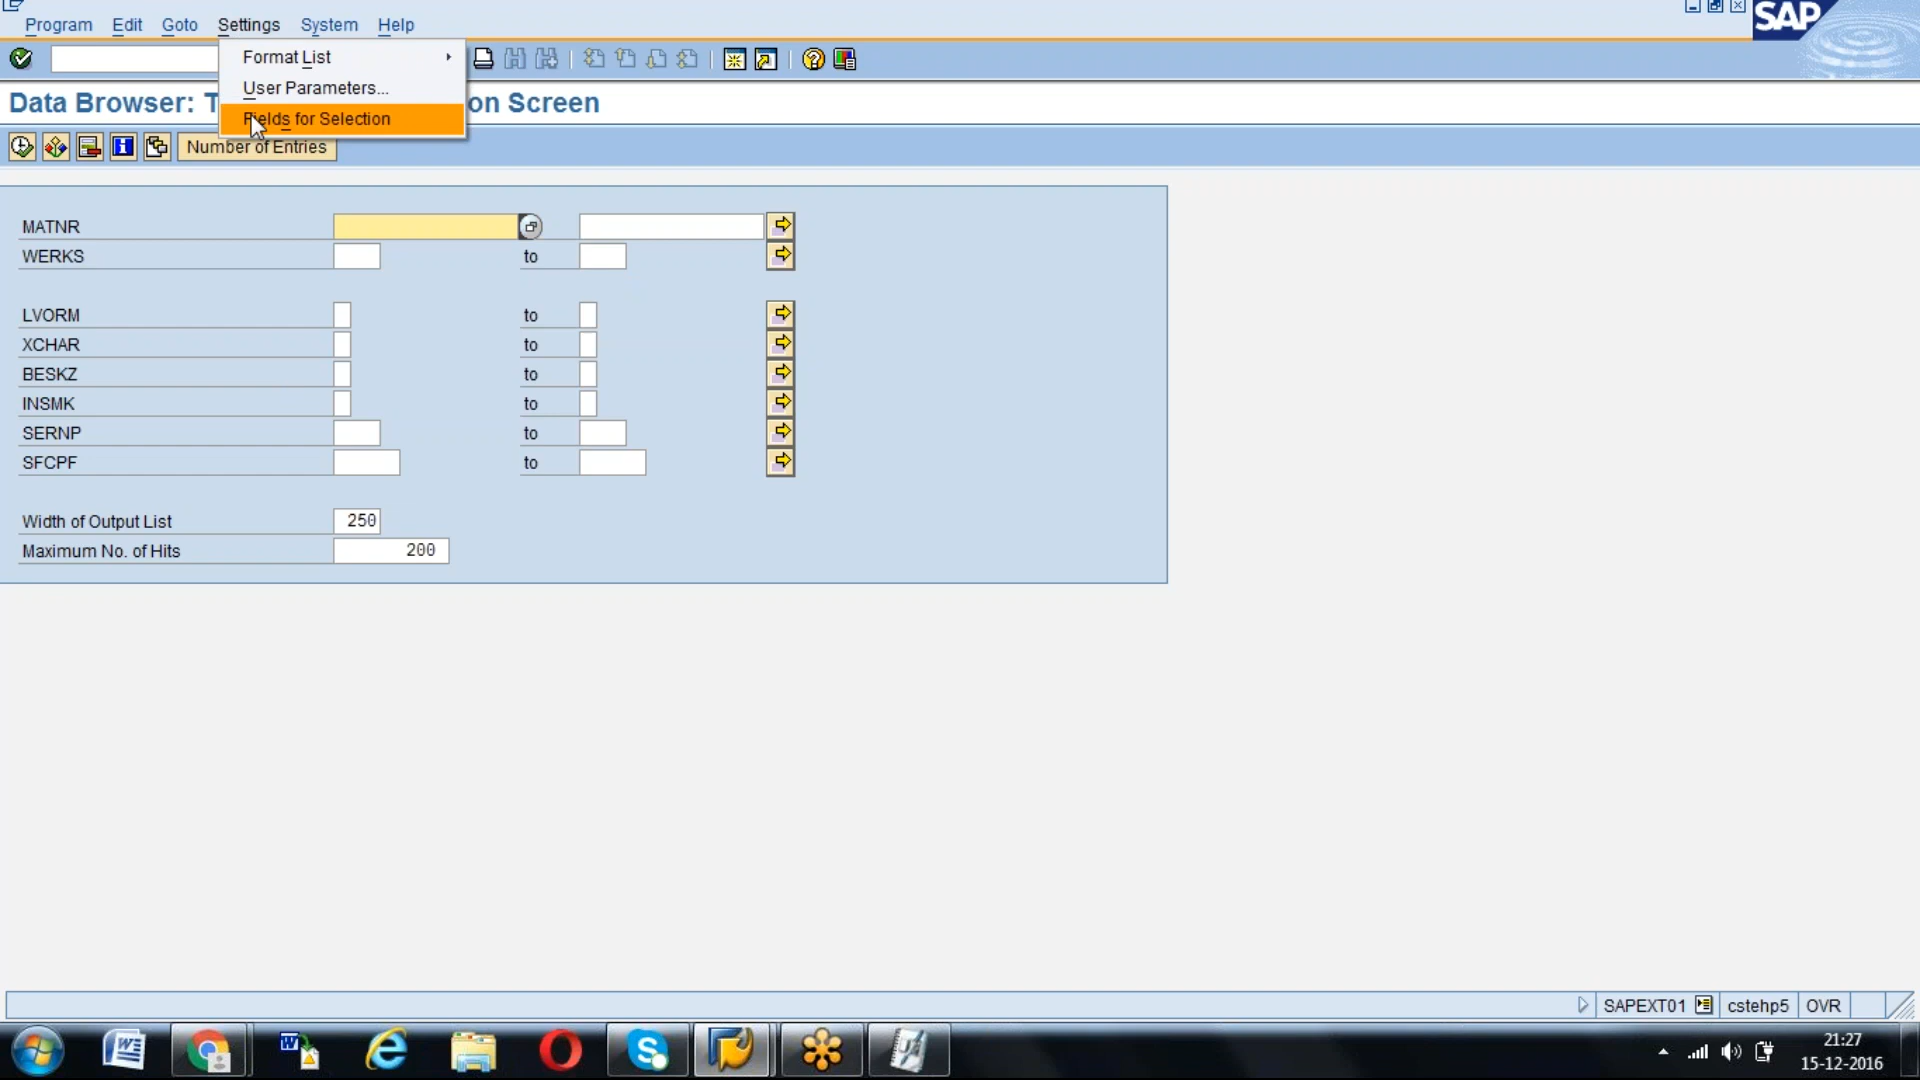 Program Edit Goto Settings System Help
SAP
Format List
User Parameters...
Fields for Selection
Data Browser: T on Screen
Number of Entries
MATNR
WERKS to
LVORM to
XCHAR to
BESKZ to
INSMK to
SERNP to
SFCPF to
Width of Output List 250
Maximum No. of Hits 200
SAPEXT01 cstehp5 OVR
21:27
15-12-2016